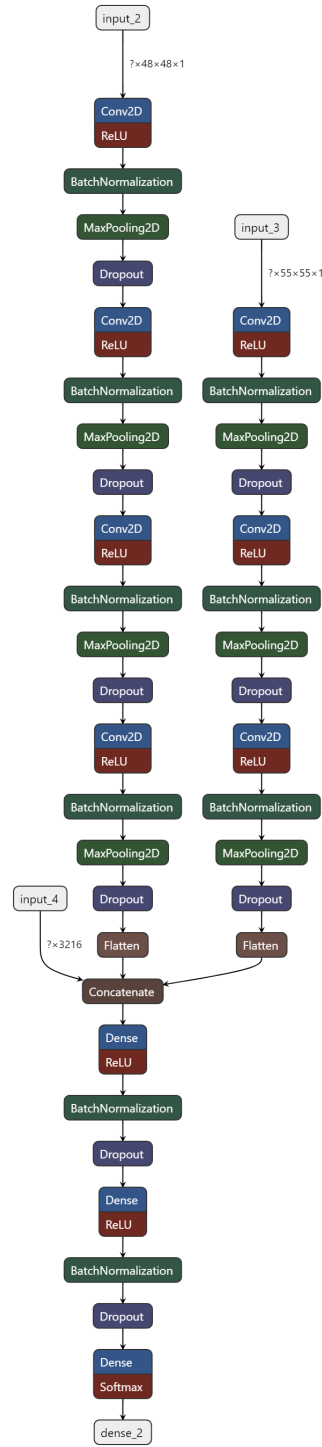 input_2
?×48×48×1
Conv2D
ReLU
BatchNormalization
MaxPooling2D
Dropout
Conv2D
ReLU
BatchNormalization
MaxPooling2D
Dropout
Conv2D
ReLU
BatchNormalization
MaxPooling2D
Dropout
Conv2D
ReLU
BatchNormalization
MaxPooling2D
Dropout
Flatten
input_3
?×55×55×1
Conv2D
ReLU
BatchNormalization
MaxPooling2D
Dropout
Conv2D
ReLU
BatchNormalization
MaxPooling2D
Dropout
Conv2D
ReLU
BatchNormalization
MaxPooling2D
Dropout
Flatten
input_4
?×3216
Concatenate
Dense
ReLU
BatchNormalization
Dropout
Dense
ReLU
BatchNormalization
Dropout
Dense
Softmax
dense_2